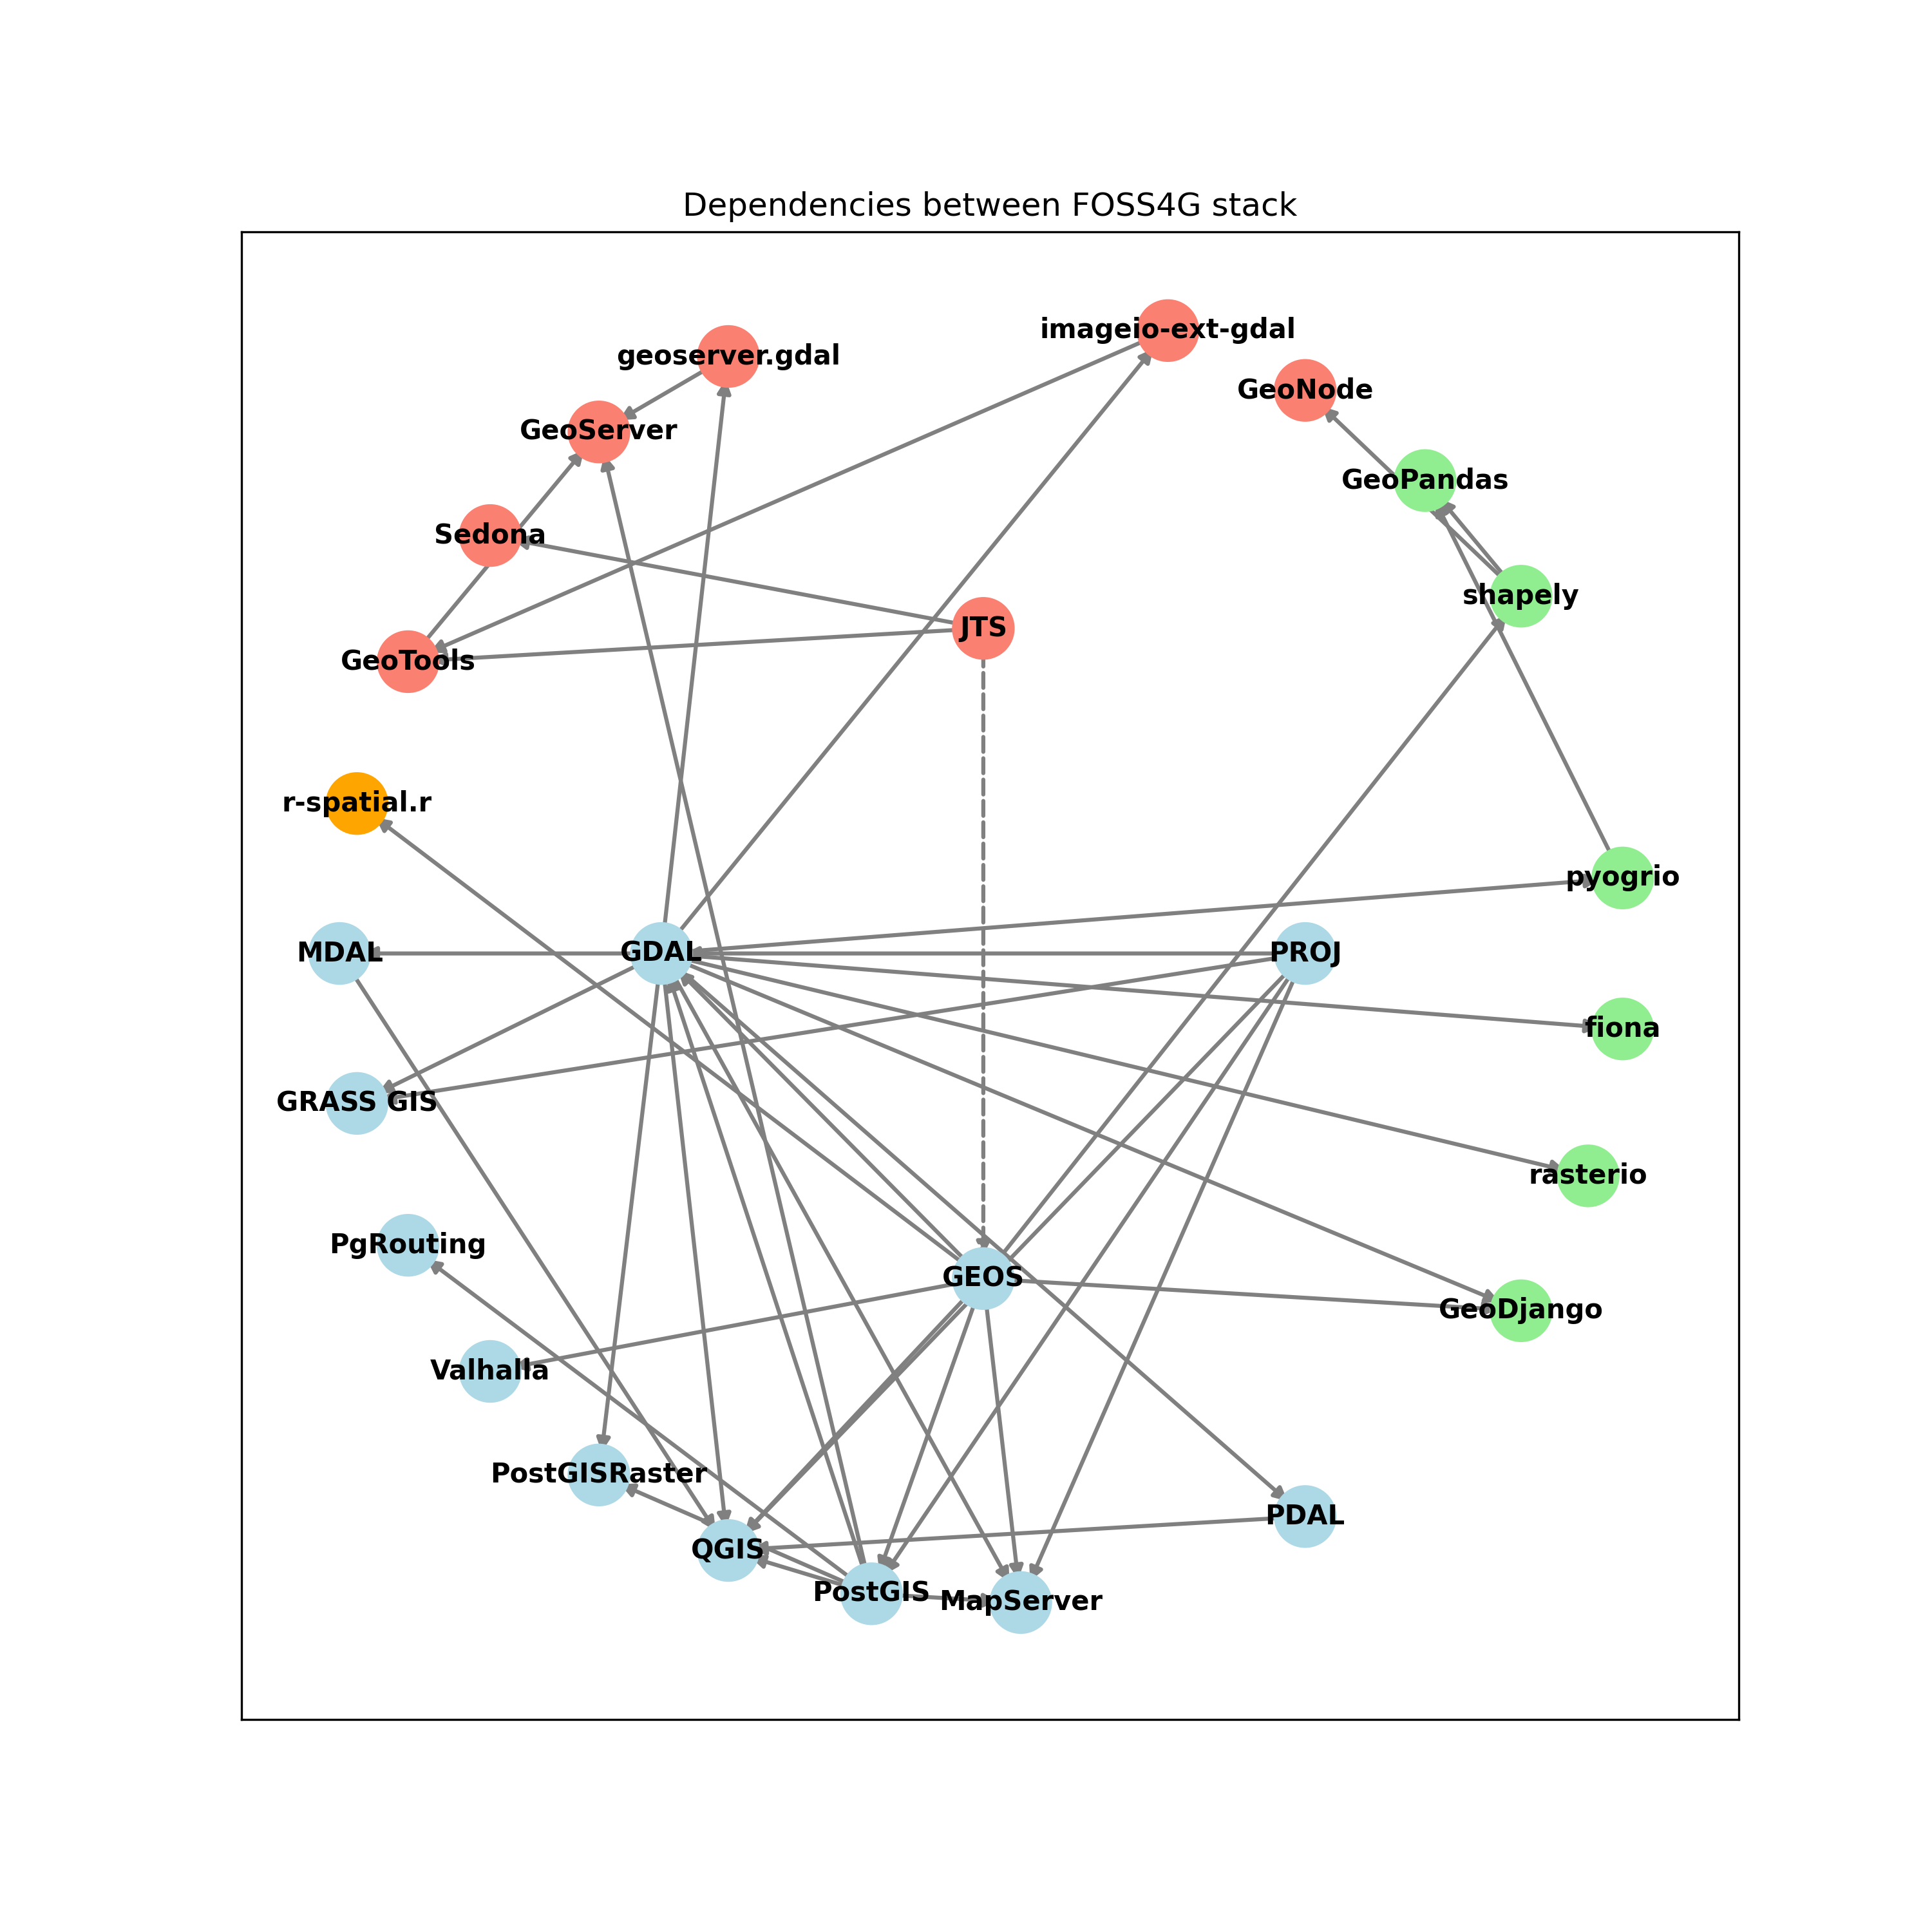 Dependencies between FOSS4G stack
imageio-ext-gdal
geoserver.gdal
GeoNode
GeoServer
GeoPandas
Sedona
shapely
JTS
GeoTools
r-spatial.r
pyogrio
MDAL
GDAL
PROJ
fiona
GRASS GIS
rasterio
PgRouting
GEOS
GeoDjango
Valhalla
PostGISRaster
PDAL
QGIS
PostGIS
MapServer